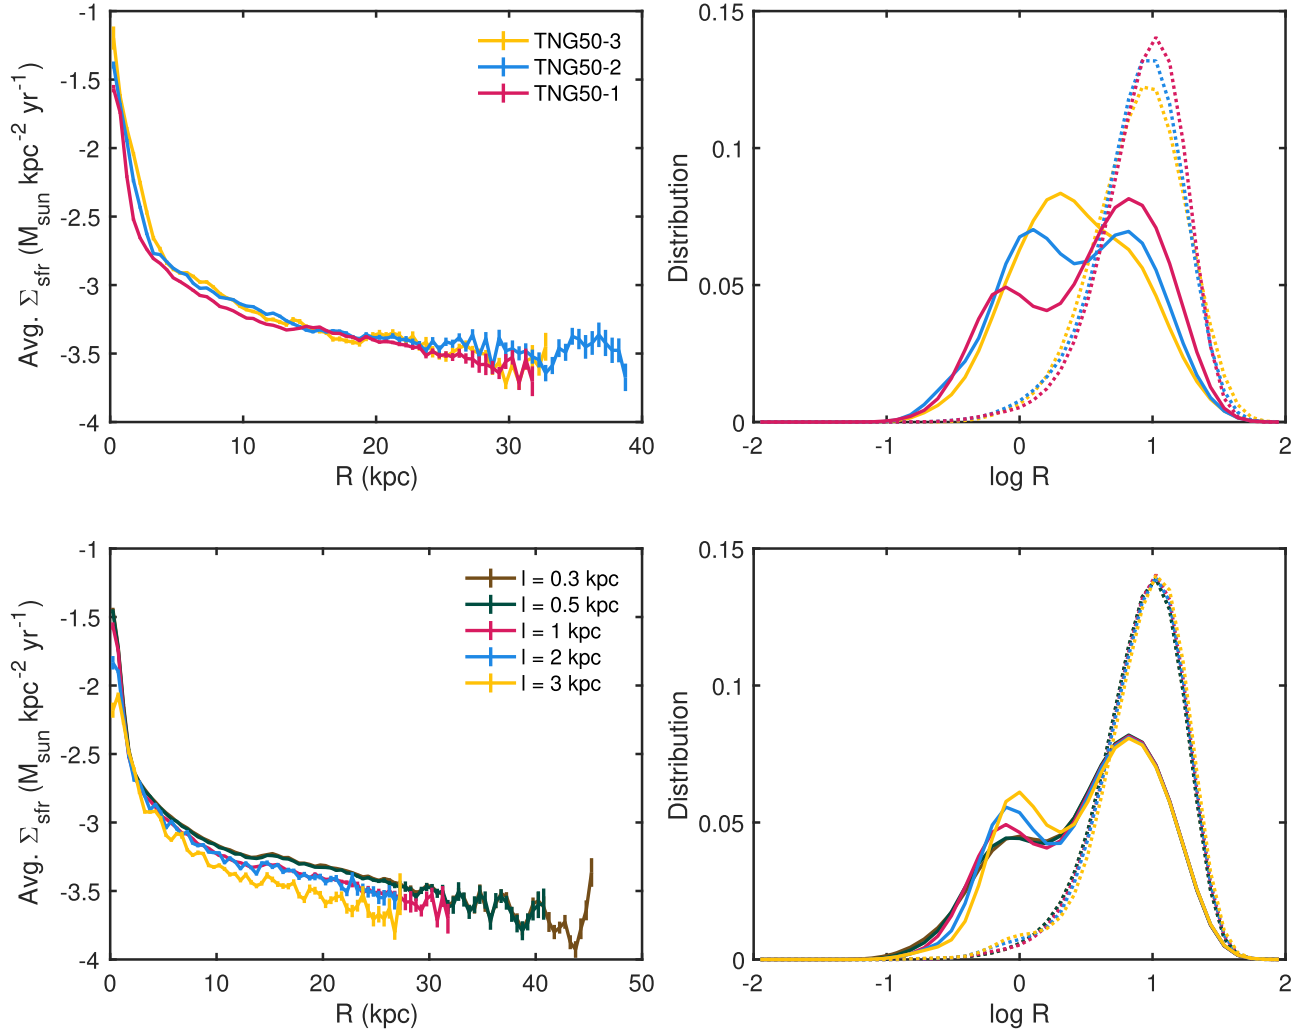 -1
-1.5
-2
-2.5
-3
-3.5
-4
0
10
20
30
40
R (kpc)
Avg. Σsfr (Msun kpc-2 yr-1)
TNG50-3
TNG50-2
TNG50-1
0.15
0.1
0.05
0
-2
-1
0
1
2
log R
Distribution
-1
-1.5
-2
-2.5
-3
-3.5
-4
0
10
20
30
40
50
R (kpc)
Avg. Σsfr (Msun kpc-2 yr-1)
l = 0.3 kpc
l = 0.5 kpc
l = 1 kpc
l = 2 kpc
l = 3 kpc
0.15
0.1
0.05
0
-2
-1
0
1
2
log R
Distribution